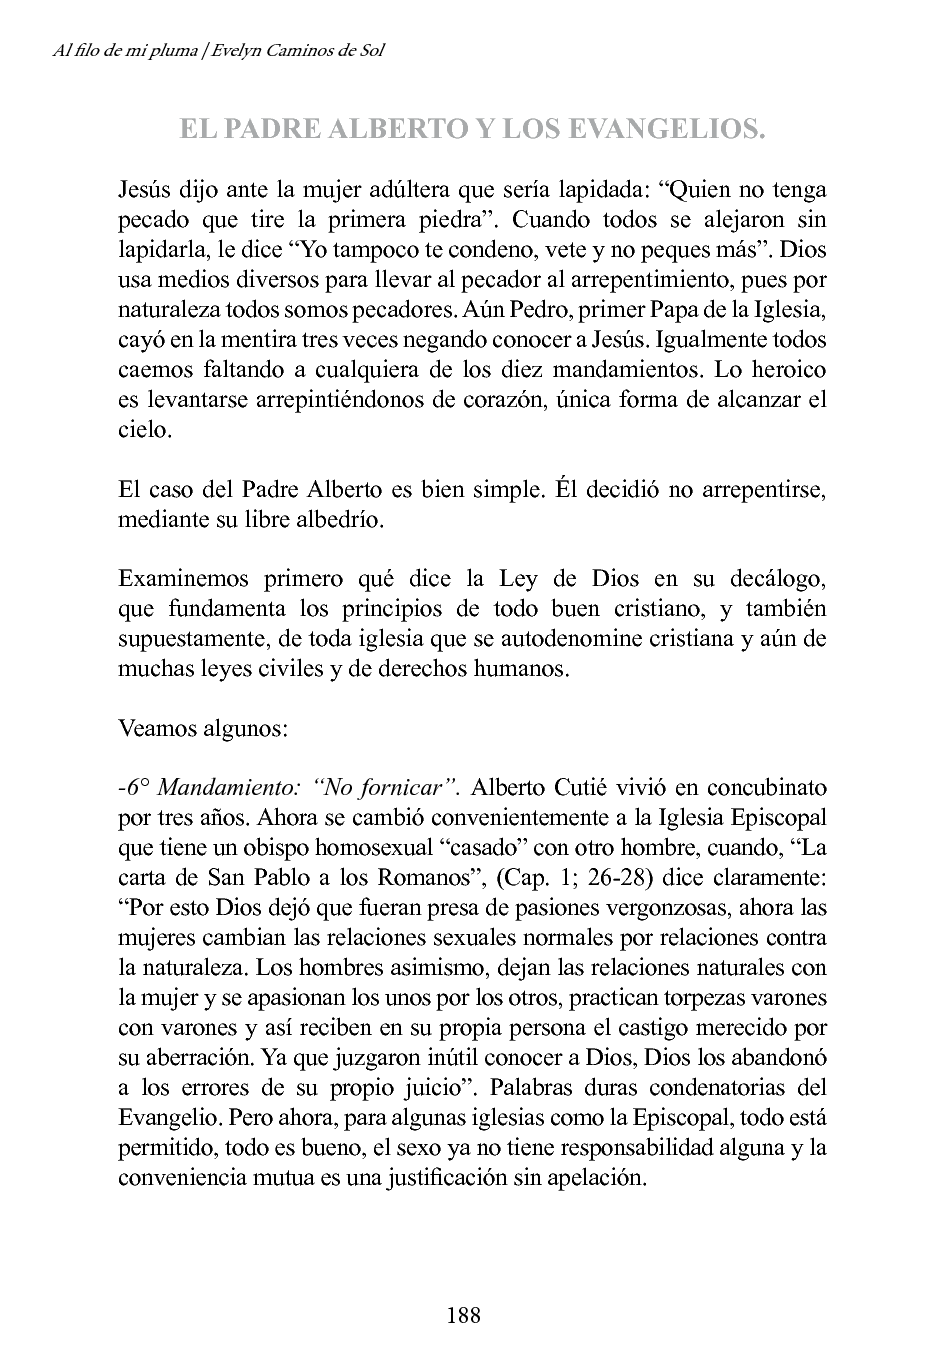 Al filo de mi pluma / Evelyn Caminos de Sol
EL PADRE ALBERTO Y LOS EVANGELIOS.
Jesús dijo ante la mujer adúltera que sería lapidada: “Quien no tenga
pecado que tire la primera piedra”. Cuando todos se alejaron sin
lapidarla, le dice “Yo tampoco te condeno, vete y no peques más”. Dios
usa medios diversos para llevar al pecador al arrepentimiento, pues por
naturaleza todos somos pecadores. Aún Pedro, primer Papa de la Iglesia,
cayó en la mentira tres veces negando conocer a Jesús. Igualmente todos
caemos faltando a cualquiera de los diez mandamientos. Lo heroico
es levantarse arrepintiéndonos de corazón, única forma de alcanzar el
cielo.
El caso del Padre Alberto es bien simple. Él decidió no arrepentirse,
mediante su libre albedrío.
Examinemos primero qué dice la Ley de Dios en su decálogo,
que fundamenta los principios de todo buen cristiano, y también
supuestamente, de toda iglesia que se autodenomine cristiana y aún de
muchas leyes civiles y de derechos humanos.
Veamos algunos:
-6° Mandamiento: “No fornicar”. Alberto Cutié vivió en concubinato
por tres años. Ahora se cambió convenientemente a la Iglesia Episcopal
que tiene un obispo homosexual “casado” con otro hombre, cuando, “La
carta de San Pablo a los Romanos”, (Cap. 1; 26-28) dice claramente:
“Por esto Dios dejó que fueran presa de pasiones vergonzosas, ahora las
mujeres cambian las relaciones sexuales normales por relaciones contra
la naturaleza. Los hombres asimismo, dejan las relaciones naturales con
la mujer y se apasionan los unos por los otros, practican torpezas varones
con varones y así reciben en su propia persona el castigo merecido por
su aberración. Ya que juzgaron inútil conocer a Dios, Dios los abandonó
a los errores de su propio juicio”. Palabras duras condenatorias del
Evangelio. Pero ahora, para algunas iglesias como la Episcopal, todo está
permitido, todo es bueno, el sexo ya no tiene responsabilidad alguna y la
conveniencia mutua es una justificación sin apelación.
188